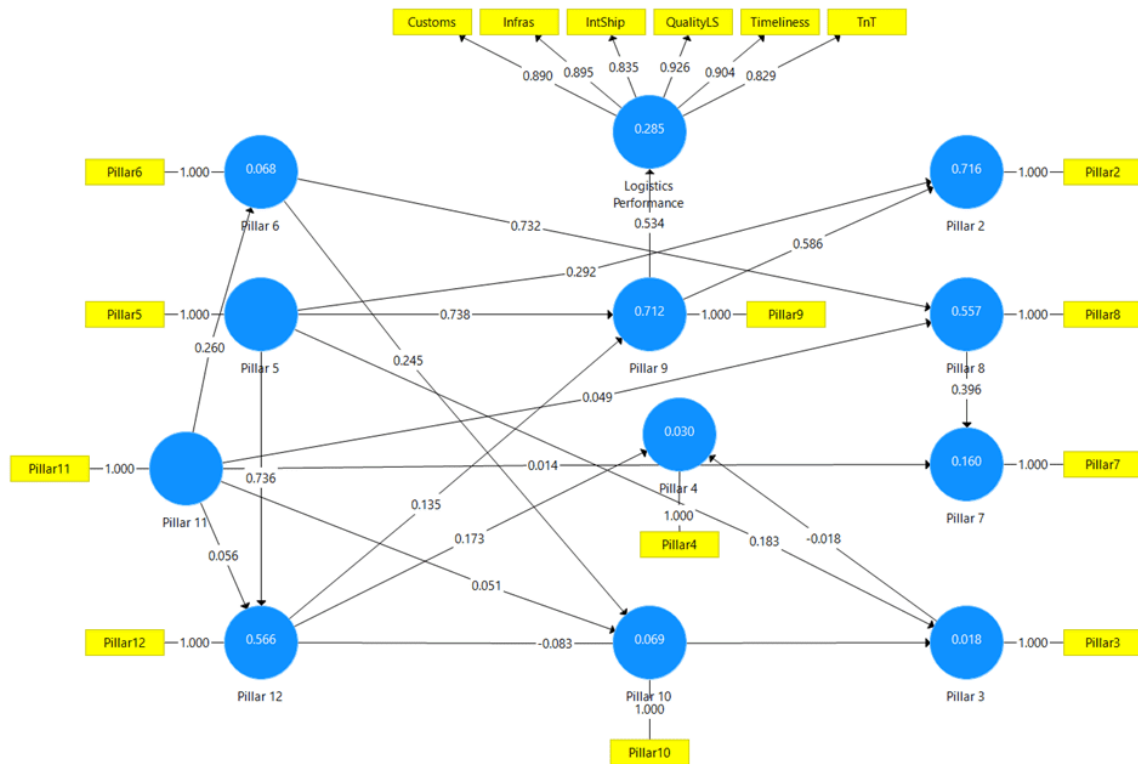 Customs
Infras
IntShip
QualityLS
Timeliness
TnT
0.890
0.895
0.835
0.926
0.904
0.829
0.285
Logistics
Performance
Pillar6
1.000
0.068
Pillar 6
0.716
1.000
Pillar2
Pillar 2
0.732
0.534
0.586
0.292
Pillar5
1.000
Pillar 5
0.738
0.712
1.000
Pillar9
Pillar 9
0.557
1.000
Pillar8
Pillar 8
0.260
0.245
0.049
0.396
0.030
Pillar 4
1.000
Pillar4
Pillar11
1.000
Pillar 11
0.736
0.014
0.160
1.000
Pillar7
Pillar 7
0.135
0.173
0.183
-0.018
0.056
0.051
Pillar12
1.000
0.566
Pillar 12
-0.083
0.069
Pillar 10
1.000
Pillar10
0.018
1.000
Pillar3
Pillar 3